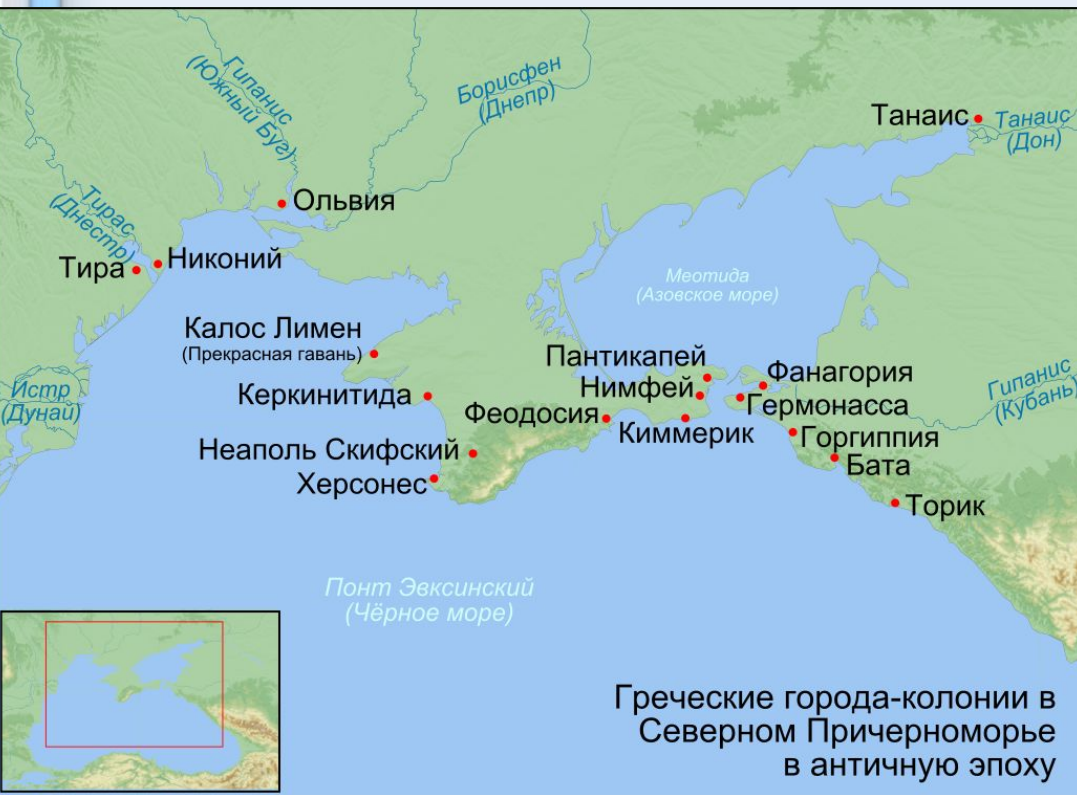 Гипанис
(Южный Буг)
Борисфен
(Днепр)
Танаис
Танаис
(Дон)
Тирас
(Днестр)
Ольвия
Тира
Никоний
Меотида
(Азовское море)
Калос Лимен
(Прекрасная гавань)
Пантикапей
Нимфей
Фанагория
Гермонасса
Гипанис
(Кубань)
Истр
(Дунай)
Керкинитида
Феодосия
Киммерик
Горгиппия
Бата
Неаполь Скифский
Херсонес
Торик
Понт Эвксинский
(Чёрное море)
Греческие города-колонии в
Северном Причерноморье
в античную эпоху